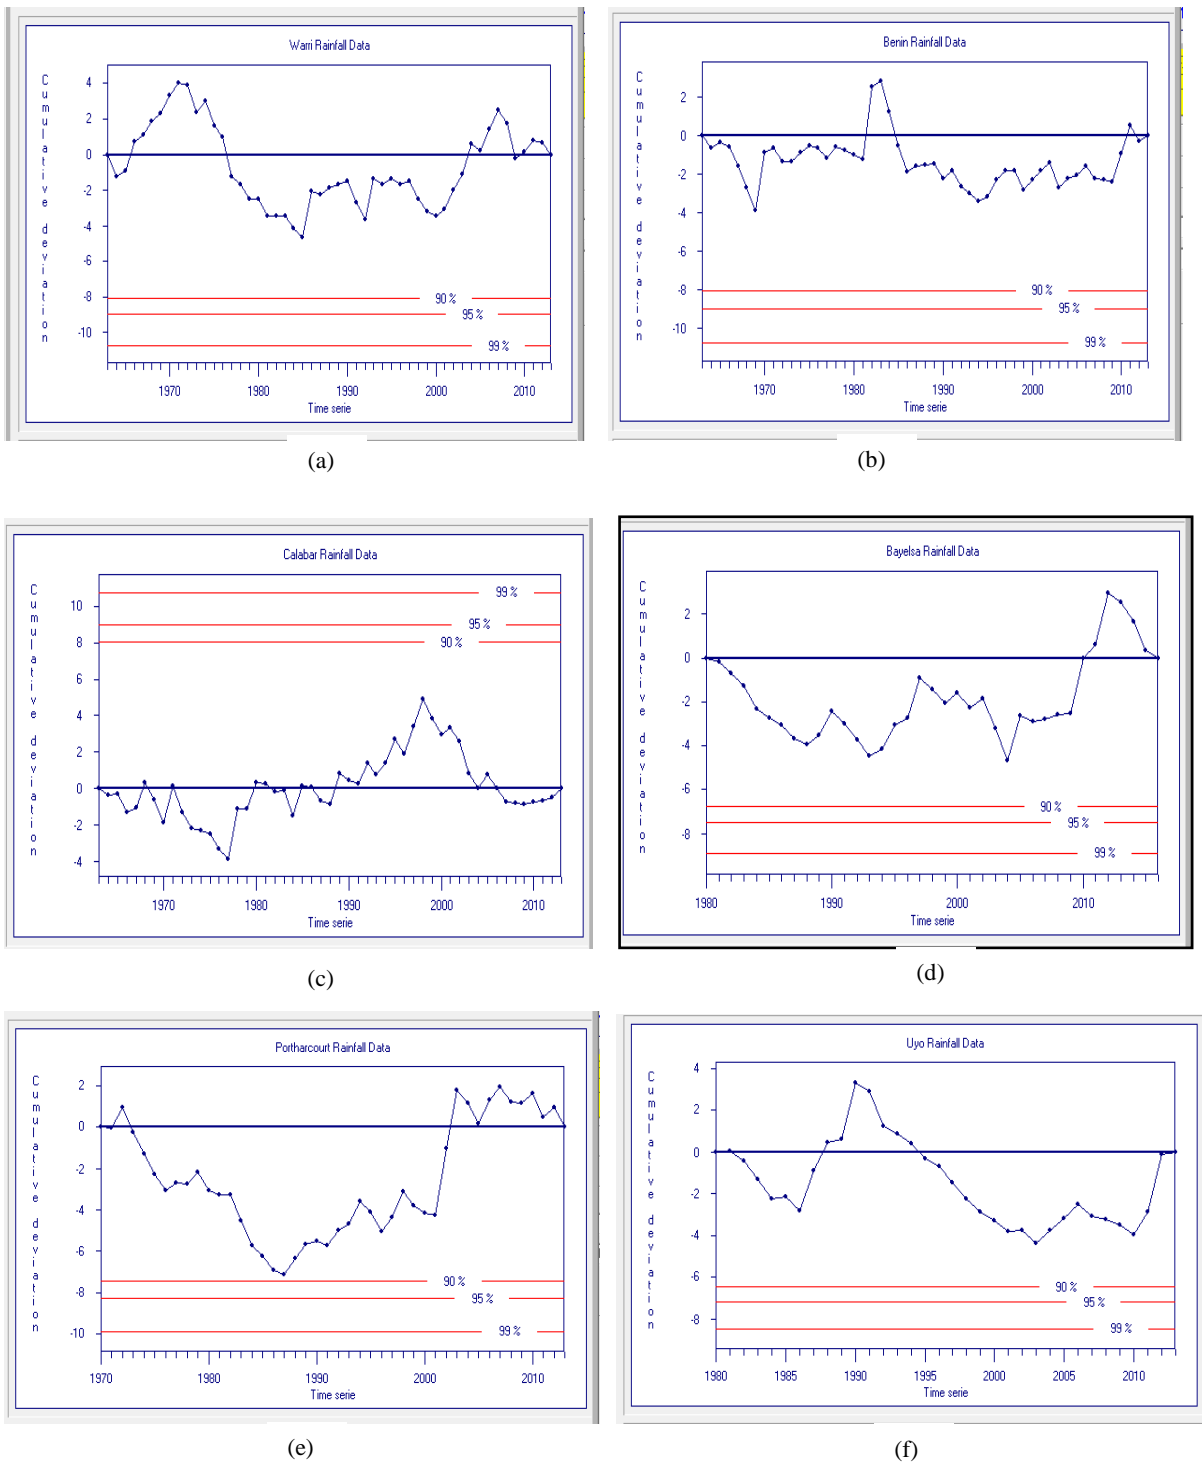 Warri Rainfall Data
Cumulative deviation
4
2
0
-2
-4
-6
-8
-10
90 %
95 %
99 %
1970 1980 1990 2000 2010
Time serie
(a)
Benin Rainfall Data
Cumulative deviation
2
0
-2
-4
-6
-8
-10
90 %
95 %
99 %
1970 1980 1990 2000 2010
Time serie
(b)
Calabar Rainfall Data
Cumulative deviation
10
8
6
4
2
0
-2
-4
99 %
95 %
90 %
1970 1980 1990 2000 2010
Time serie
(c)
Bayelsa Rainfall Data
Cumulative deviation
2
0
-2
-4
-6
-8
90 %
95 %
99 %
1980 1990 2000 2010
Time serie
(d)
Portharcourt Rainfall Data
Cumulative deviation
2
0
-2
-4
-6
-8
-10
90 %
95 %
99 %
1970 1980 1990 2000 2010
Time serie
(e)
Uyo Rainfall Data
Cumulative deviation
4
2
0
-2
-4
-6
-8
90 %
95 %
99 %
1980 1985 1990 1995 2000 2005 2010
Time serie
(f)